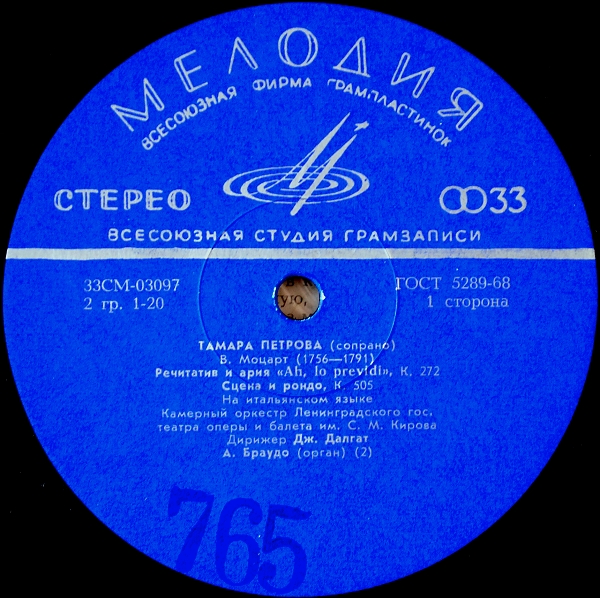 МЕЛОДИЯ
ВСЕСОЮЗНАЯ ФИРМА ГРАМПЛАСТИНОК
СТЕРЕО
33
ВСЕСОЮЗНАЯ СТУДИЯ ГРАМЗАПИСИ
33СМ-03097
ГОСТ 5289-68
2 гр. 1-20
1 сторона
ую,
ТАМАРА ПЕТРОВА (сопрано)
В. Моцарт (1756—1791)
Речитатив и ария «Ah, lo previdi», К. 272
Сцена и рондо, К. 505
На итальянском языке
Камерный оркестр Ленинградского гос.
театра оперы и балета им. С. М. Кирова
Дирижер Дж. Далгат
А. Браудо (орган) (2)
765